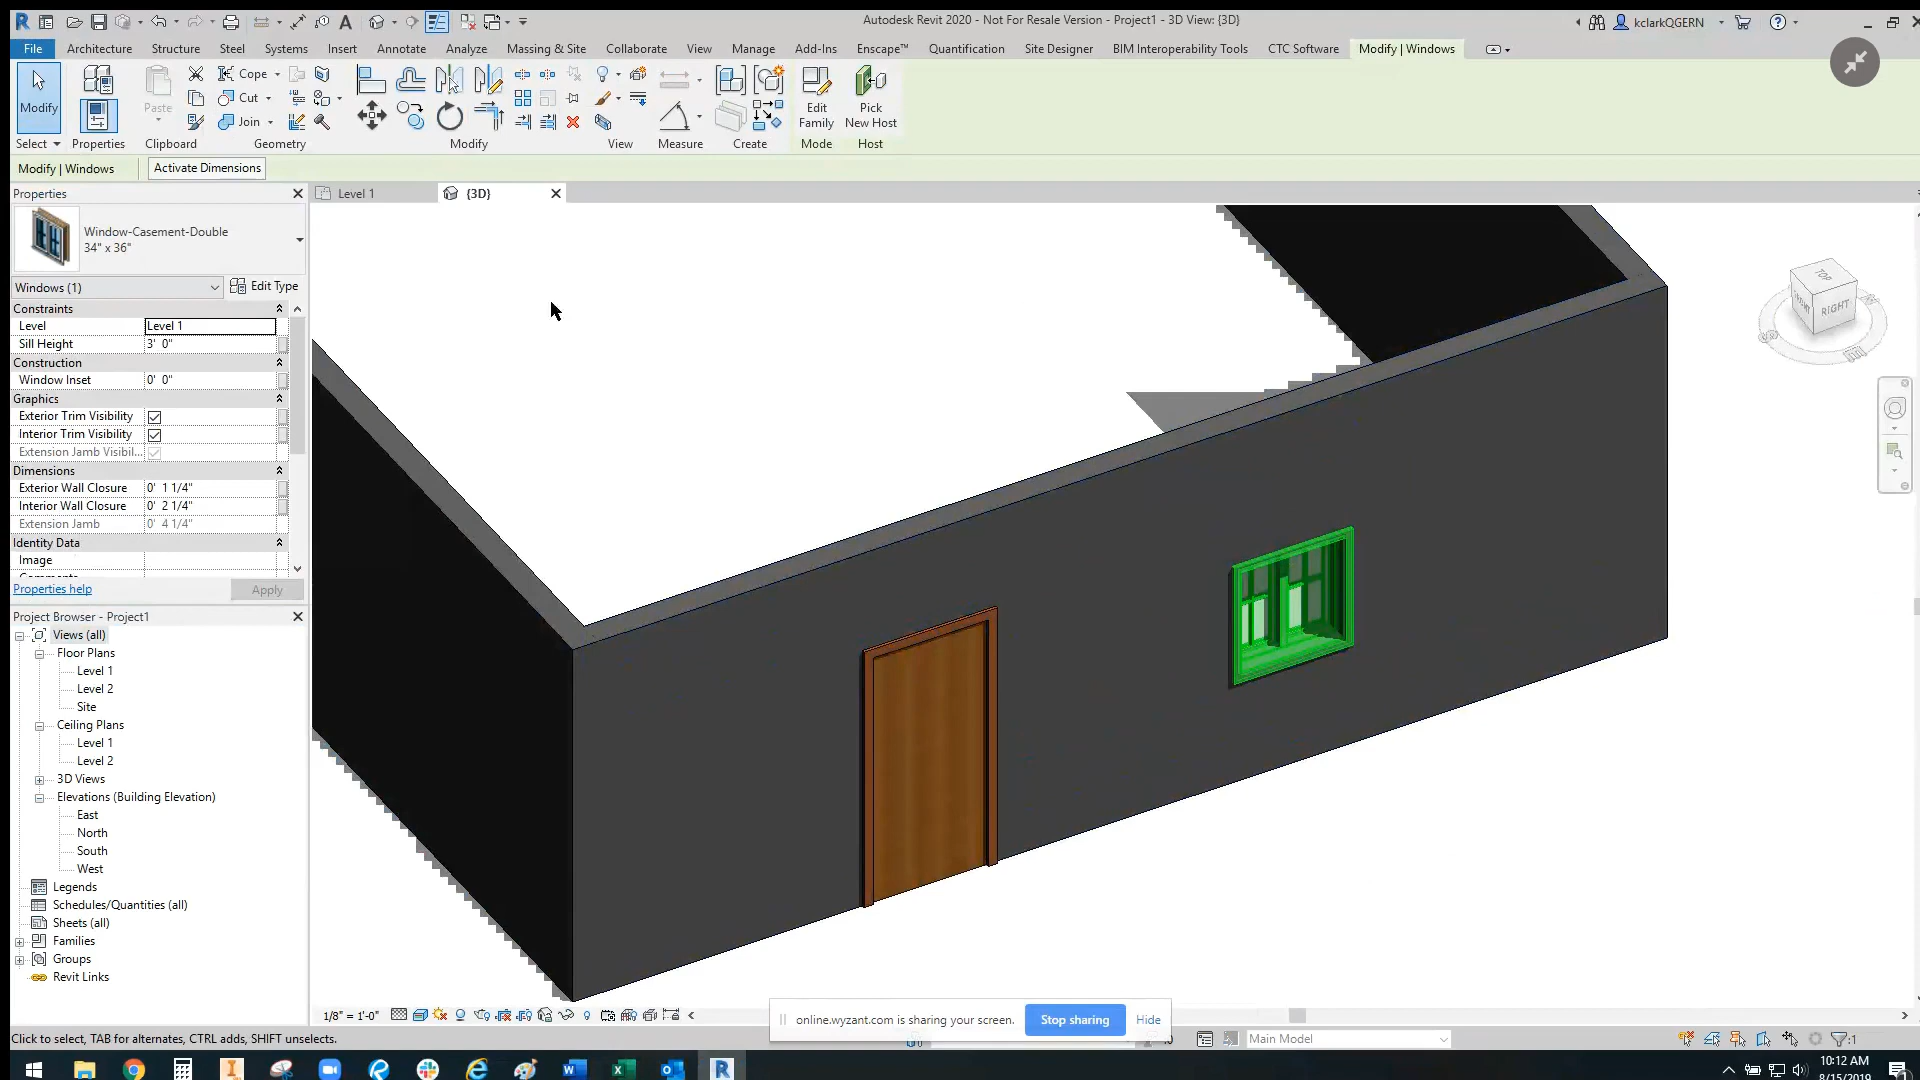 Autodesk Revit 2020 - Not For Resale Version - Project1 - 3D View: {3D}
kclarkQGERN
File Architecture Structure Steel Systems Insert Annotate Analyze Massing & Site Collaborate View Manage Add-Ins Enscape™ Quantification Site Designer BIM Interoperability Tools CTC Software Modify | Windows
Modify
Paste
Cope
Cut
Join
Edit Family
Pick New Host
Select Properties Clipboard Geometry Modify View Measure Create Mode Host
Modify | Windows Activate Dimensions
Properties
Level 1 {3D}
Window-Casement-Double
34" x 36"
Windows (1) Edit Type
Constraints
Level Level 1
Sill Height 3' 0"
Construction
Window Inset 0' 0"
Graphics
Exterior Trim Visibility
Interior Trim Visibility
Extension Jamb Visibil...
Dimensions
Exterior Wall Closure 0' 1 1/4"
Interior Wall Closure 0' 2 1/4"
Extension Jamb 0' 4 1/4"
Identity Data
Image
Properties help Apply
Project Browser - Project1
Views (all)
Floor Plans
Level 1
Level 2
Site
Ceiling Plans
Level 1
Level 2
3D Views
Elevations (Building Elevation)
East
North
South
West
Legends
Schedules/Quantities (all)
Sheets (all)
Families
Groups
Revit Links
TOP
FRONT
RIGHT
1/8" = 1'-0"
online.wyzant.com is sharing your screen. Stop sharing Hide
Click to select, TAB for alternates, CTRL adds, SHIFT unselects.
Main Model
:1
10:12 AM
8/15/2019